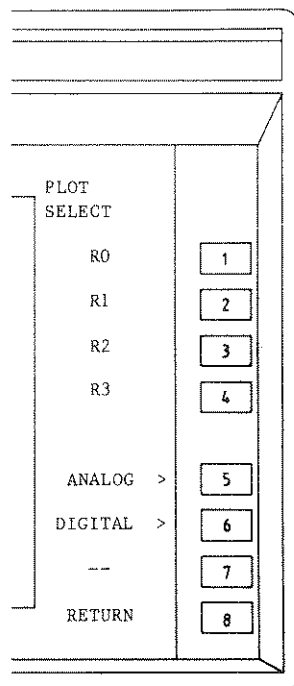 PLOT
SELECT
R0 1
R1 2
R2 3
R3 4
ANALOG > 5
DIGITAL > 6
-- 7
RETURN 8